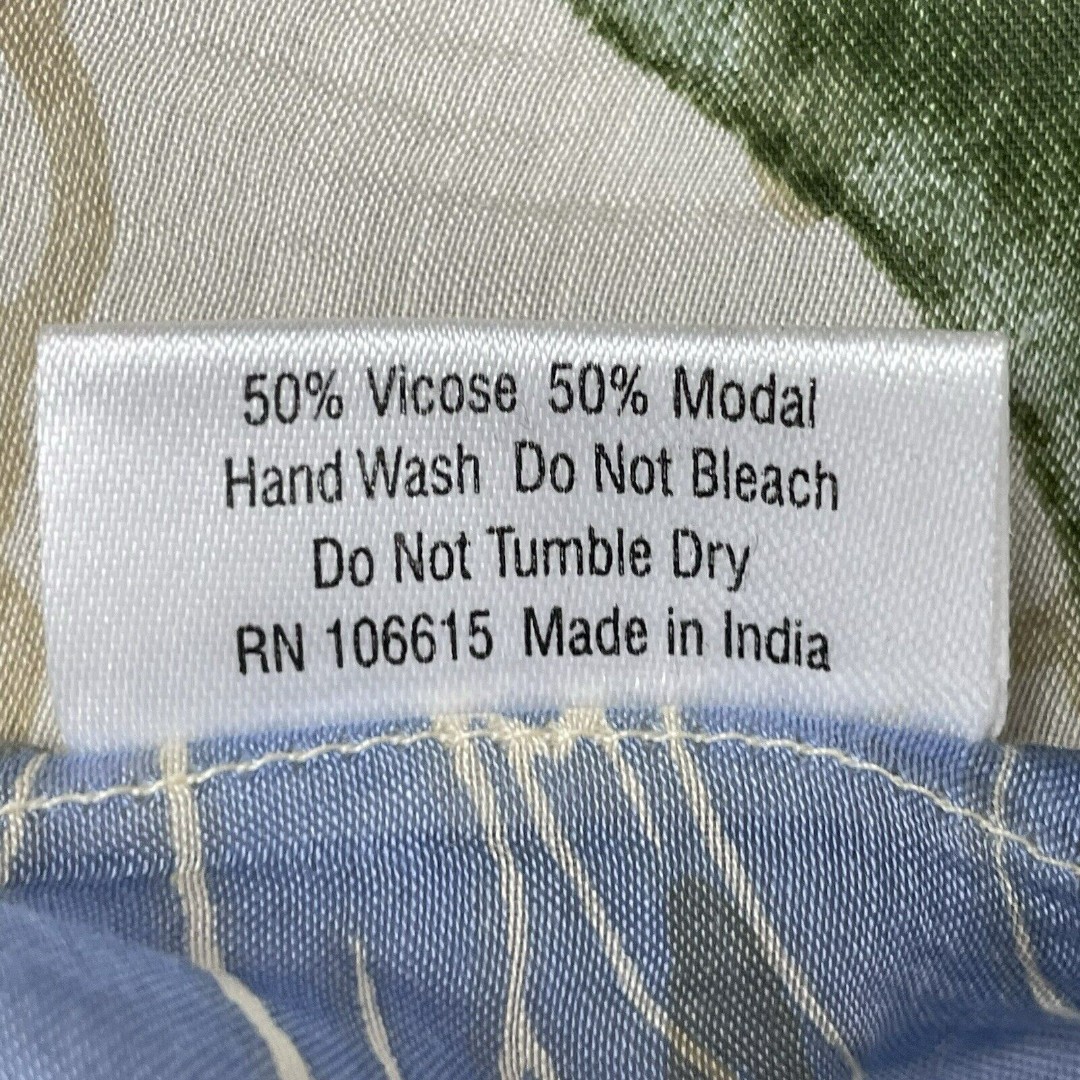 50% Vicose 50% Modal
Hand Wash Do Not Bleach
Do Not Tumble Dry
RN 106615 Made in India